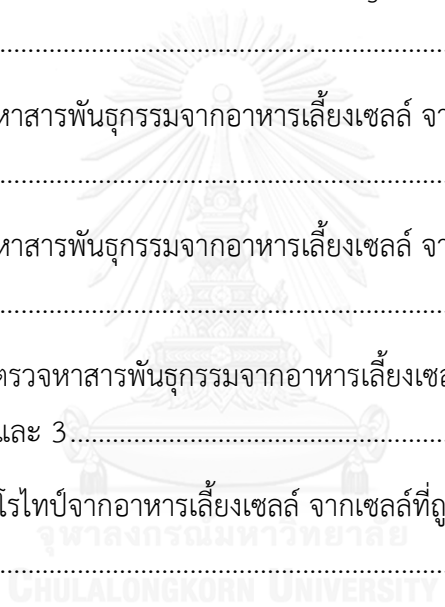 ................................................................
หาสารพันธุกรรมจากอาหารเลี้ยงเซลล์ จา
................................................................
หาสารพันธุกรรมจากอาหารเลี้ยงเซลล์ จา
................................................................
ตรวจหาสารพันธุกรรมจากอาหารเลี้ยงเซล
และ 3................................................................
โรไทป์จากอาหารเลี้ยงเซลล์ จากเซลล์ที่ถู
จุฬาลงกรณ์มหาวิทยาลัย
................................................................
CHULALONGKORN UNIVERSITY